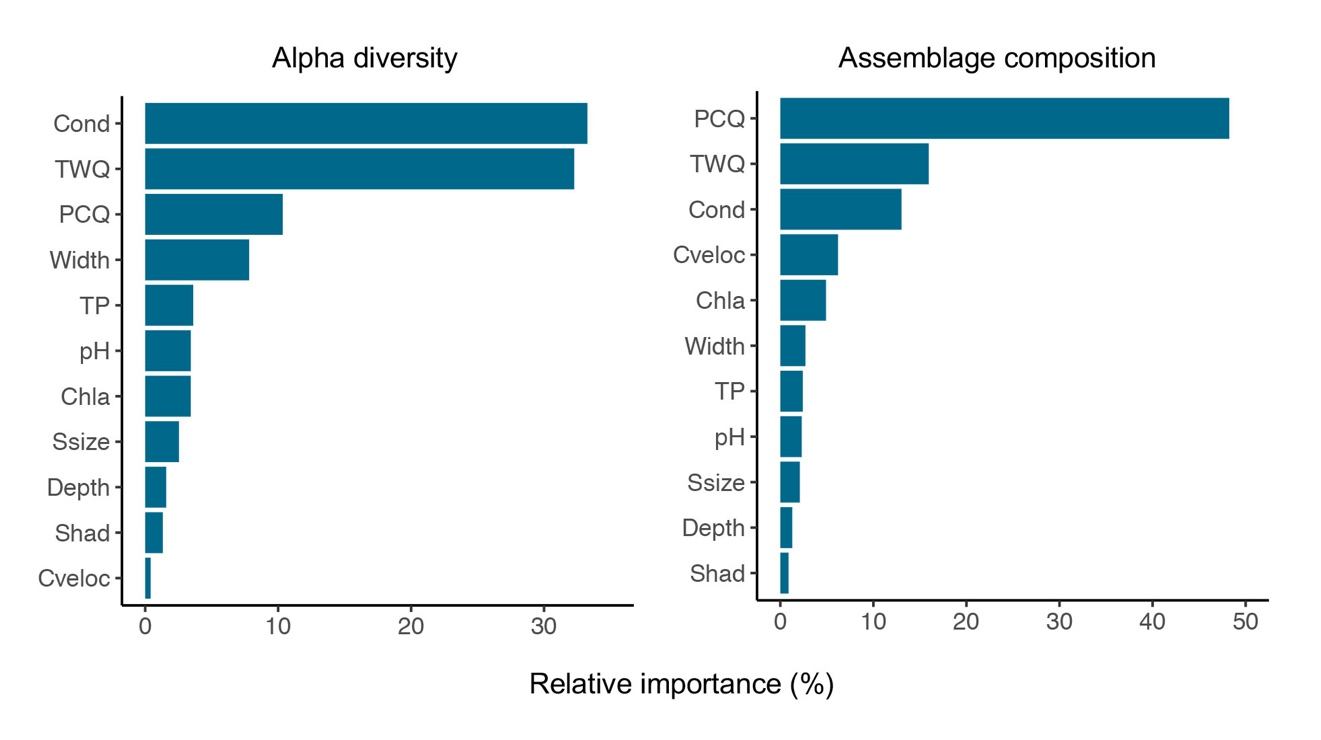 Alpha diversity
Cond
TWQ
PCQ
Width
TP
pH
Chla
Ssize
Depth
Shad
Cveloc
0 10 20 30
Assemblage composition
PCQ
TWQ
Cond
Cveloc
Chla
Width
TP
pH
Ssize
Depth
Shad
0 10 20 30 40 50
Relative importance (%)